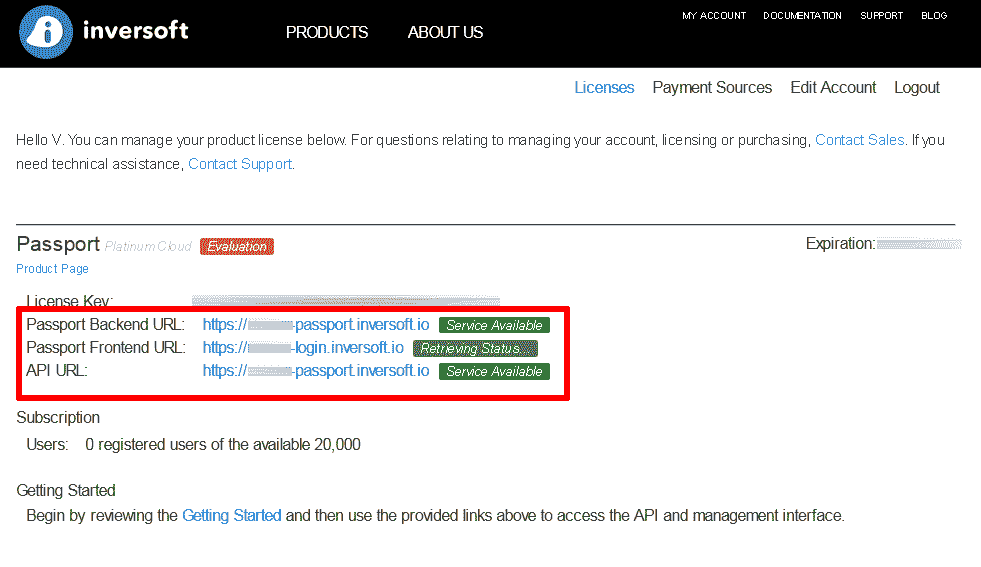 inversoft
PRODUCTS ABOUT US
MY ACCOUNT DOCUMENTATION SUPPORT BLOG
Licenses Payment Sources Edit Account Logout
Hello V. You can manage your product license below. For questions relating to managing your account, licensing or purchasing, Contact Sales. If you
need technical assistance, Contact Support.
Passport Platinum Cloud Evaluation Expiration:
Product Page
License Key:
Passport Backend URL: https:// -passport.inversoft.io Service Available
Passport Frontend URL: https:// -login.inversoft.io Retrieving Status...
API URL: https:// -passport.inversoft.io Service Available
Subscription
Users: 0 registered users of the available 20,000
Getting Started
Begin by reviewing the Getting Started and then use the provided links above to access the API and management interface.